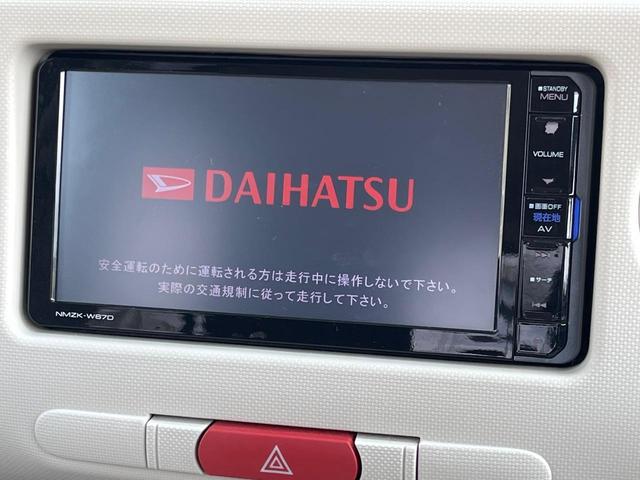 ■STANDBY
MENU
VOLUME
DAIHATSU
■画面OFF
現在地
AV
安全運転のために運転される方は走行中に操作しないで下さい。
実際の交通規制に従って走行して下さい。
■サーチ
NMZK-W67D